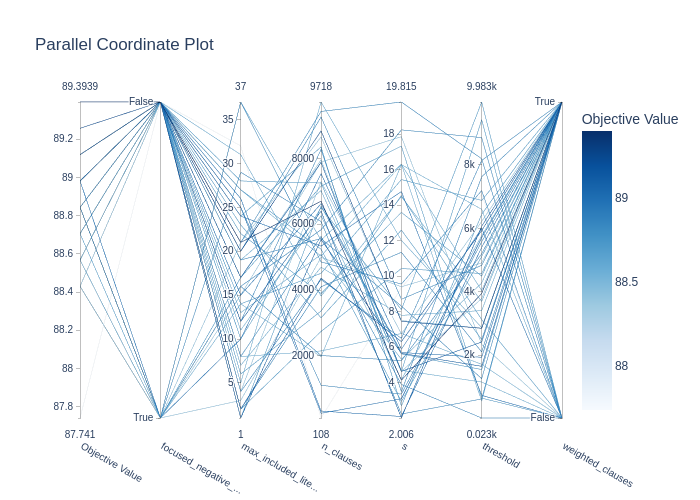 Parallel Coordinate Plot
89.3939
37
9718
19.815
9.983k
False
True
Objective Value
89.2
89
88.8
88.6
88.4
88.2
88
87.8
35
30
25
20
15
10
5
8000
6000
4000
2000
18
16
14
12
10
8
6
4
8k
6k
4k
2k
89
88.5
88
True
False
87.741
1
108
2.006
0.023k
Objective Value
focused_negative_...
max_included_lite...
n_clauses
s
threshold
weighted_clauses